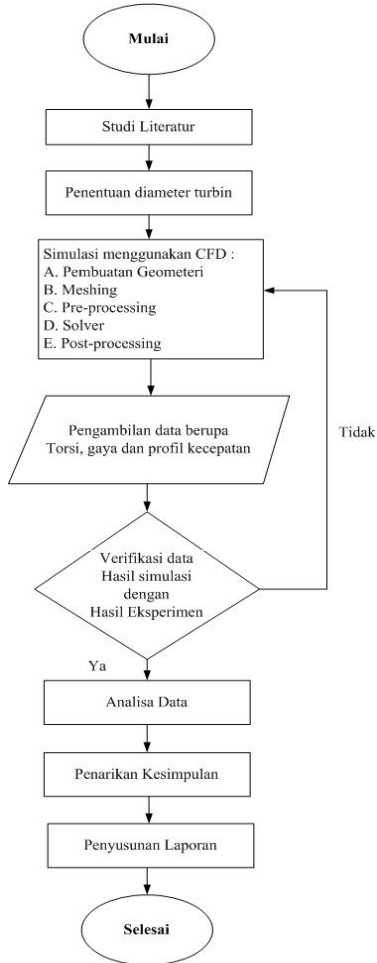 Mulai
Studi Literatur
Penentuan diameter turbin
Simulasi menggunakan CFD :
A. Pembuatan Geometeri
B. Meshing
C. Pre-processing
D. Solver
E. Post-processing
Pengambilan data berupa
Torsi, gaya dan profil kecepatan
Tidak
Verifikasi data
Hasil simulasi
dengan
Hasil Eksperimen
Ya
Analisa Data
Penarikan Kesimpulan
Penyusunan Laporan
Selesai